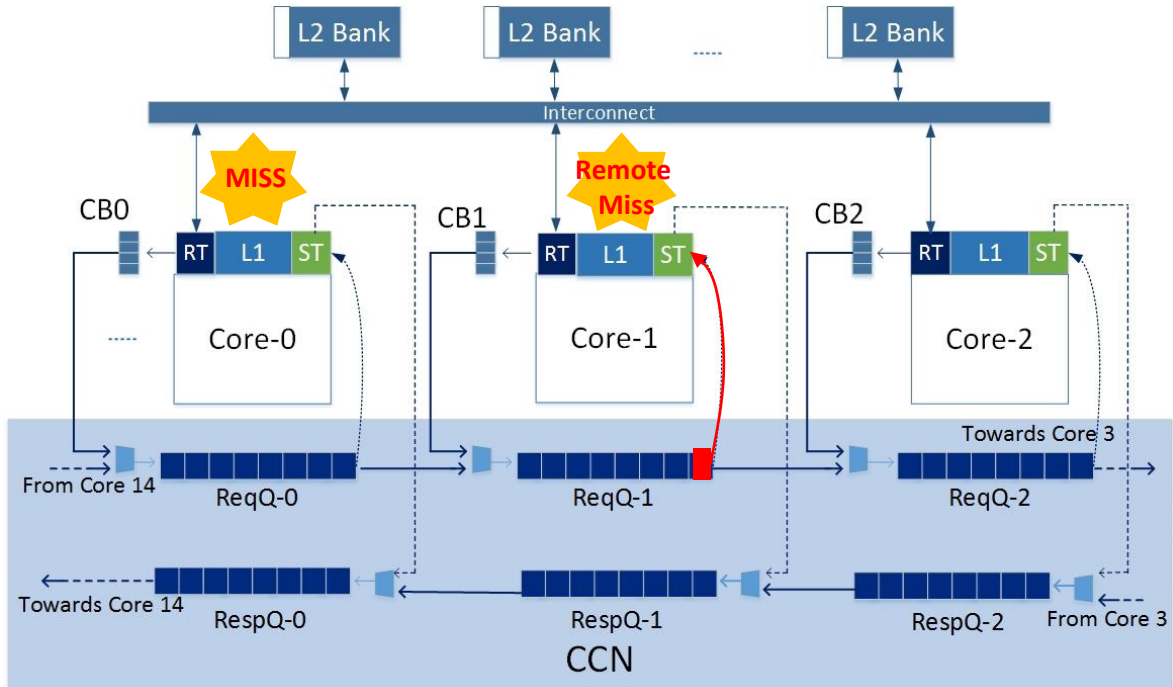 L2 Bank
L2 Bank
.....
L2 Bank
Interconnect
MISS
Remote
Miss
CB0
CB1
CB2
RT
L1
ST
RT
L1
ST
RT
L1
ST
.....
Core-0
Core-1
Core-2
Towards Core 3
From Core 14
ReqQ-0
ReqQ-1
ReqQ-2
Towards Core 14
RespQ-0
RespQ-1
RespQ-2
From Core 3
CCN